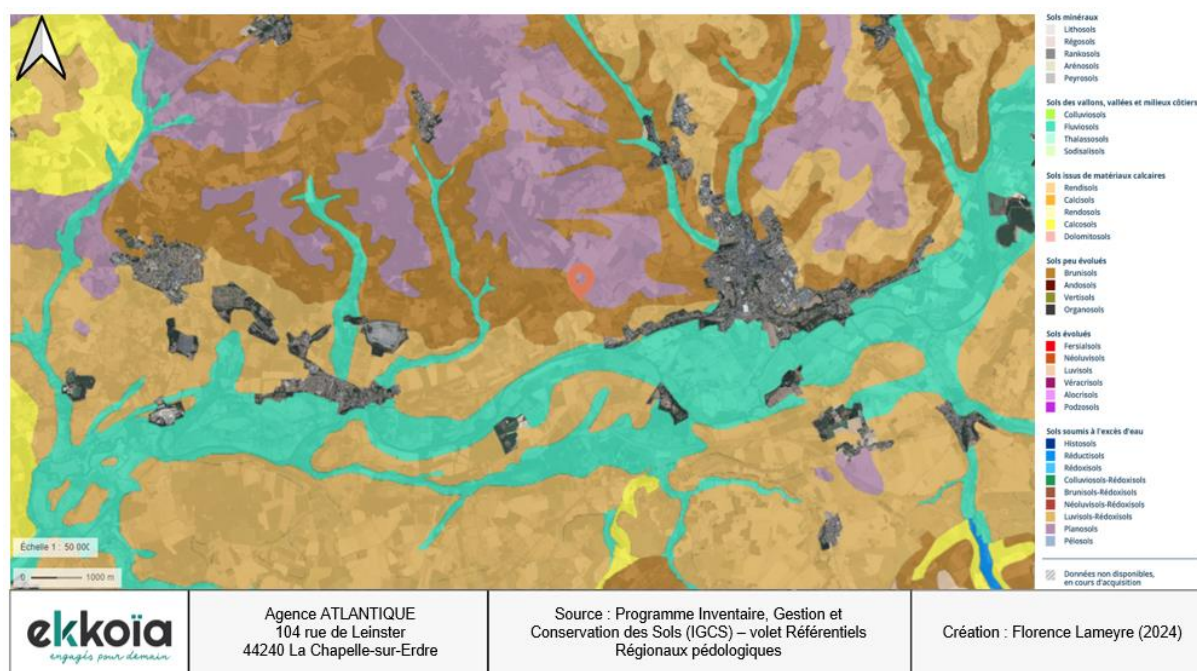 Sols minéraux
Lithosols
Régosols
Rankosols
Arénosols
Peyrosols
Sols des vallons, vallées et milieux côtiers
Colluviosols
Fluviosols
Thalassosols
Sodisalisols
Sols issus de matériaux calcaires
Rendisols
Calcisols
Rendosols
Calcosols
Dolomitosols
Sols peu évolués
Brunisols
Andosols
Vertisols
Organosols
Sols évolués
Fersialsols
Néoluvisols
Luvisols
Véracrisols
Alocrisols
Podzosols
Sols soumis à l'excès d'eau
Histosols
Réductisols
Rédoxisols
Colluviosols-Rédoxisols
Brunisols-Rédoxisols
Néoluvisols-Rédoxisols
Luvisols-Rédoxisols
Planosols
Pélosols
Données non disponibles,
en cours d'acquisition
Échelle 1 : 50 000
0 1000 m
ekkoïa
engagés pour demain
Agence ATLANTIQUE
104 rue de Leinster
44240 La Chapelle-sur-Erdre
Source : Programme Inventaire, Gestion et
Conservation des Sols (IGCS) – volet Référentiels
Régionaux pédologiques
Création : Florence Lameyre (2024)